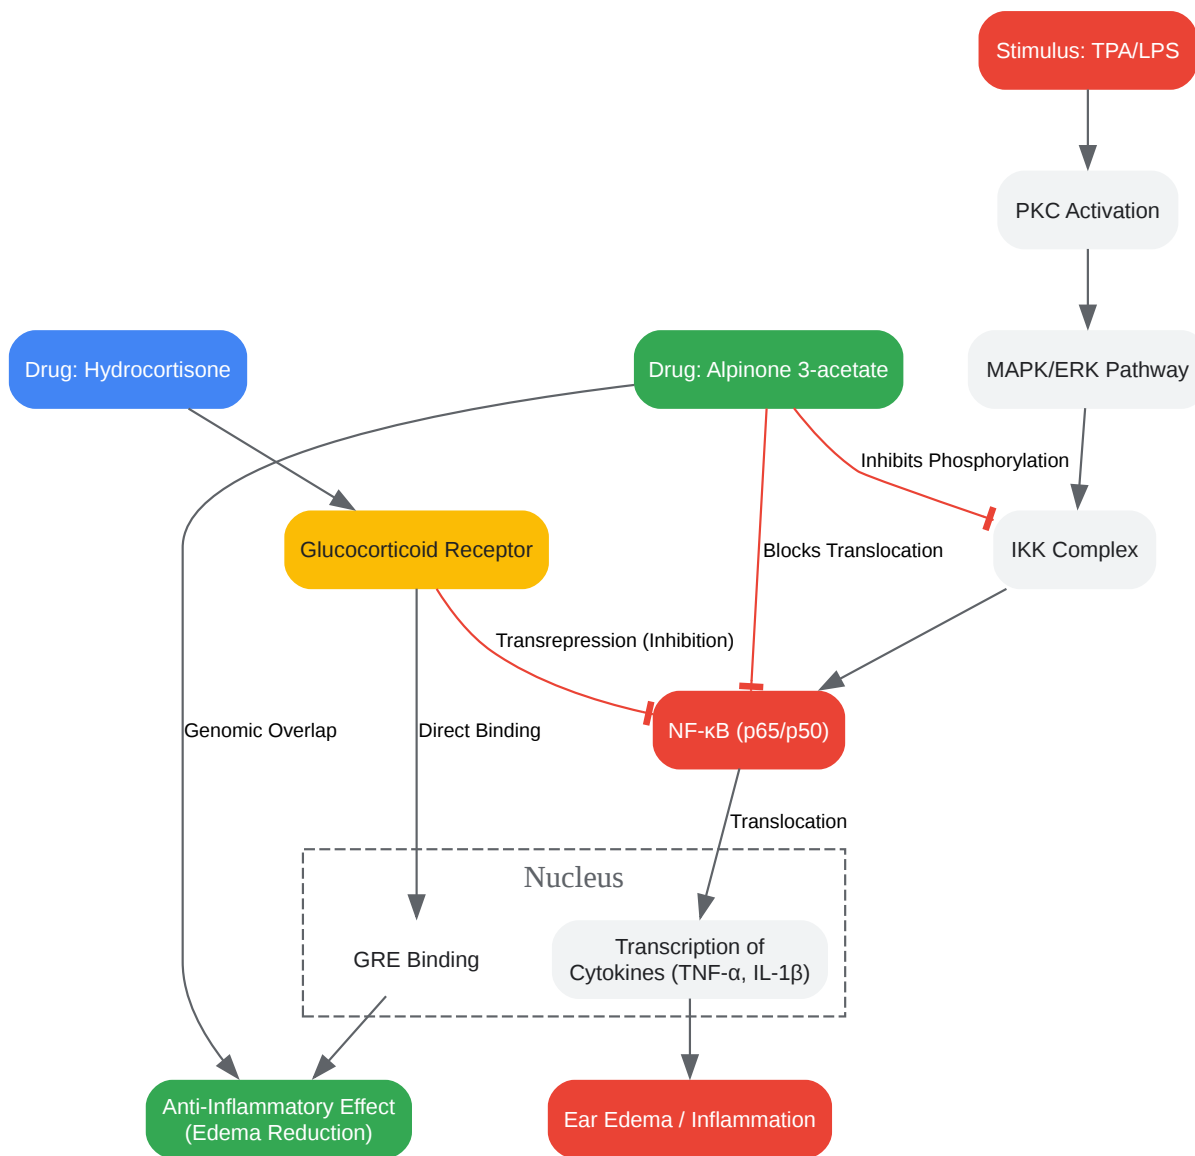 Stimulus: TPA/LPS
PKC Activation
Drug: Hydrocortisone
Drug: Alpinone 3-acetate
MAPK/ERK Pathway
Inhibits Phosphorylation
Glucocorticoid Receptor
Blocks Translocation
IKK Complex
Transrepression (Inhibition)
Genomic Overlap
Direct Binding
NF-κB (p65/p50)
Translocation
Nucleus
GRE Binding
Transcription of
Cytokines (TNF-α, IL-1β)
Anti-Inflammatory Effect
(Edema Reduction)
Ear Edema / Inflammation